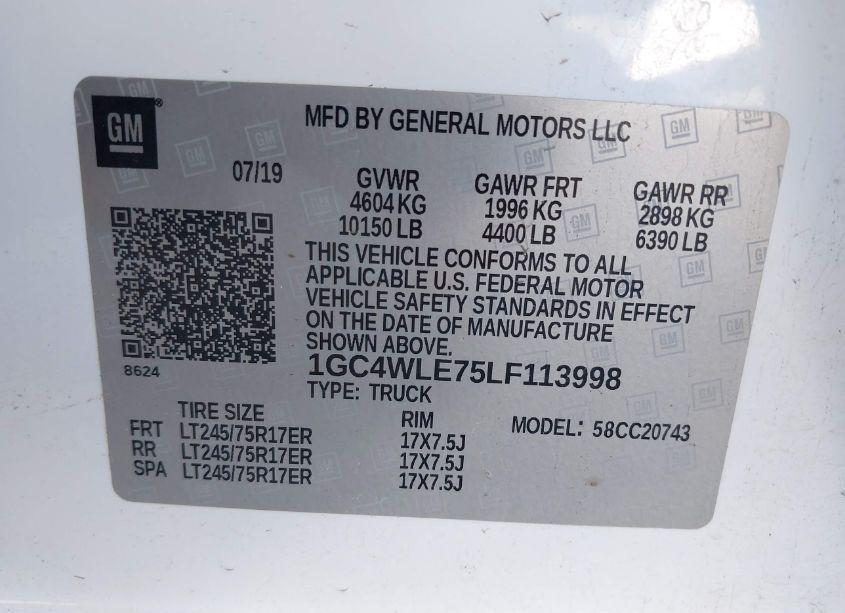 GM
MFD BY GENERAL MOTORS LLC
07/19
GVWR GAWR FRT GAWR RR
4604 KG 1996 KG 2898 KG
10150 LB 4400 LB 6390 LB
THIS VEHICLE CONFORMS TO ALL
APPLICABLE U.S. FEDERAL MOTOR
VEHICLE SAFETY STANDARDS IN EFFECT
ON THE DATE OF MANUFACTURE
SHOWN ABOVE.
8624
1GC4WLE75LF113998
TYPE: TRUCK
TIRE SIZE RIM MODEL: 58CC20743
FRT LT245/75R17ER 17X7.5J
RR LT245/75R17ER 17X7.5J
SPA LT245/75R17ER 17X7.5J